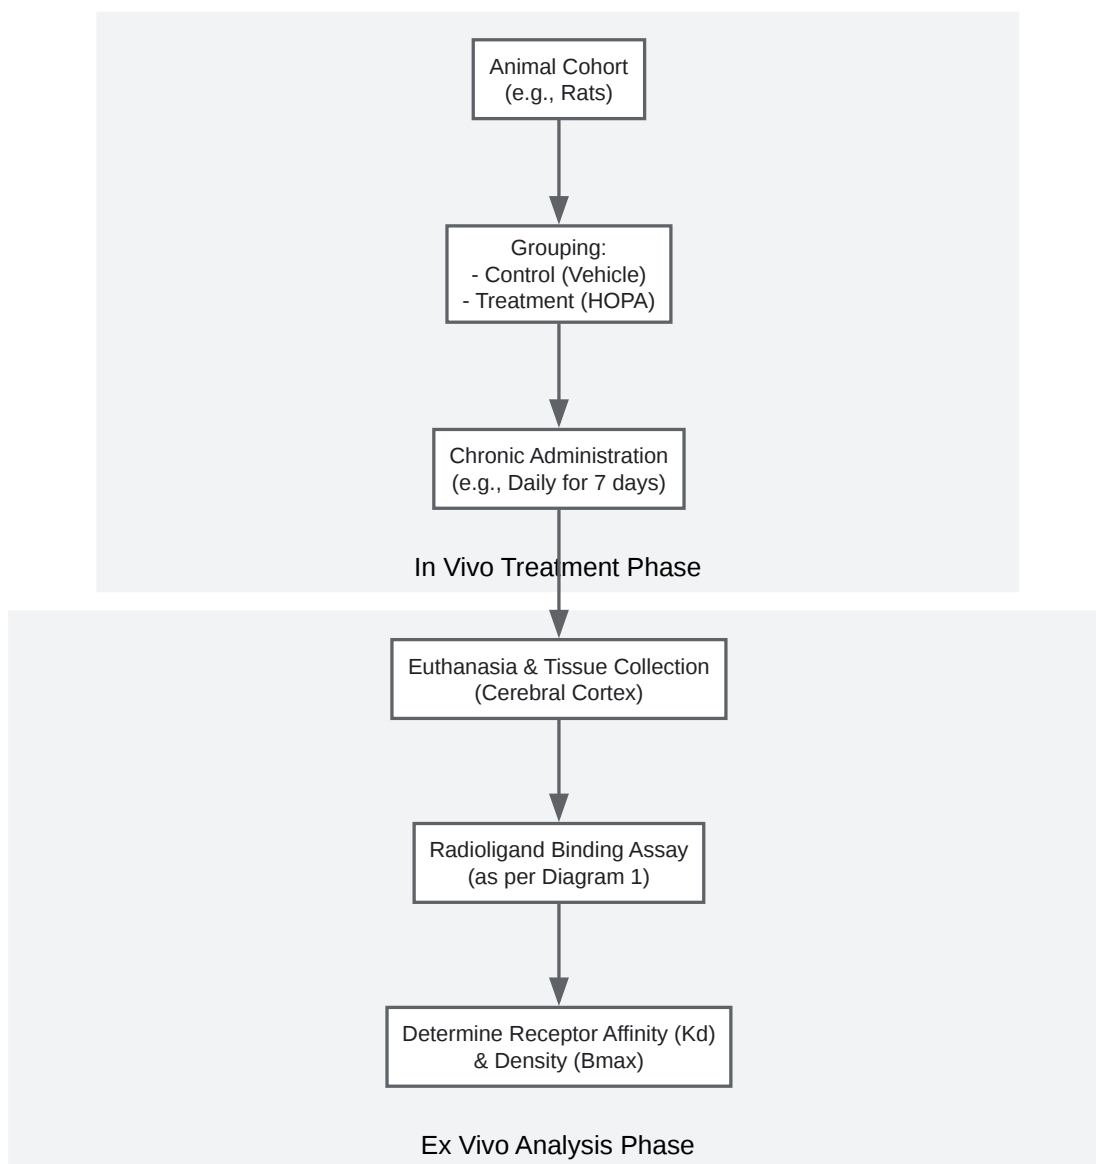 Animal Cohort
(e.g., Rats)
Grouping:
- Control (Vehicle)
- Treatment (HOPA)
Chronic Administration
(e.g., Daily for 7 days)
In Vivo Treatment Phase
Euthanasia & Tissue Collection
(Cerebral Cortex)
Radioligand Binding Assay
(as per Diagram 1)
Determine Receptor Affinity (Kd)
& Density (Bmax)
Ex Vivo Analysis Phase